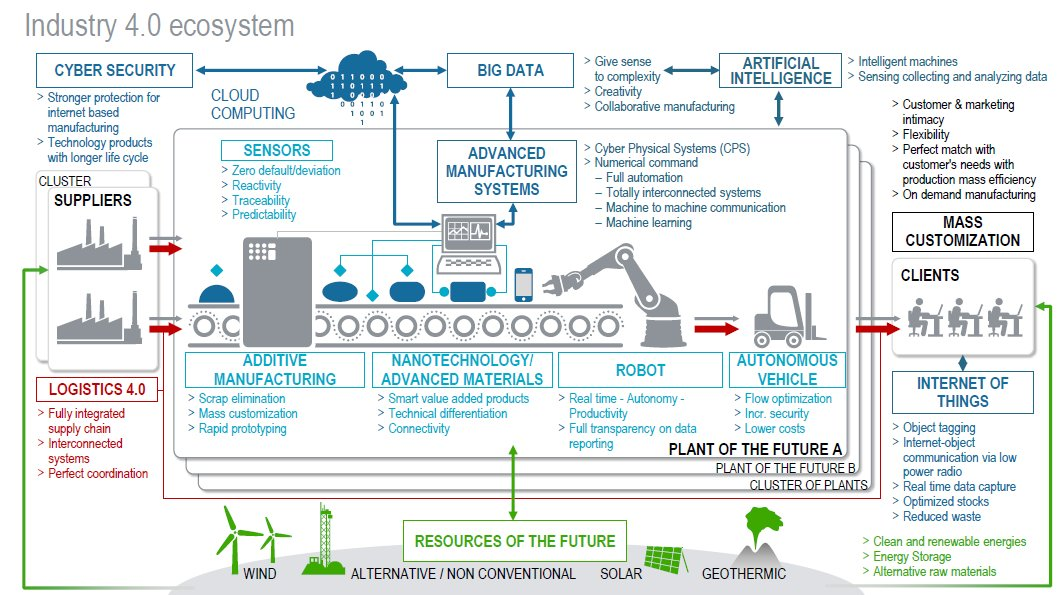 Industry 4.0 ecosystem
CYBER SECURITY
> Stronger protection for
internet based
manufacturing
> Technology products
with longer life cycle
CLOUD
COMPUTING
011000
0101 0101
01110
01101
1 001
0 1
BIG DATA
> Give sense
to complexity
> Creativity
> Collaborative manufacturing
ARTIFICIAL
INTELLIGENCE
> Intelligent machines
> Sensing collecting and analyzing data
> Customer & marketing
intimacy
> Flexibility
> Perfect match with
customer's needs with
production mass efficiency
> On demand manufacturing
MASS
CUSTOMIZATION
CLUSTER
SUPPLIERS
SENSORS
> Zero default/deviation
> Reactivity
> Traceability
> Predictability
ADVANCED
MANUFACTURING
SYSTEMS
> Cyber Physical Systems (CPS)
> Numerical command
– Full automation
– Totally interconnected systems
– Machine to machine communication
– Machine learning
CLIENTS
LOGISTICS 4.0
> Fully integrated
supply chain
> Interconnected
systems
> Perfect coordination
ADDITIVE
MANUFACTURING
> Scrap elimination
> Mass customization
> Rapid prototyping
NANOTECHNOLOGY/
ADVANCED MATERIALS
> Smart value added products
> Technical differentiation
> Connectivity
ROBOT
> Real time - Autonomy -
Productivity
> Full transparency on data
reporting
AUTONOMOUS
VEHICLE
> Flow optimization
> Incr. security
> Lower costs
PLANT OF THE FUTURE A
PLANT OF THE FUTURE B
CLUSTER OF PLANTS
INTERNET OF
THINGS
> Object tagging
> Internet-object
communication via low
power radio
> Real time data capture
> Optimized stocks
> Reduced waste
RESOURCES OF THE FUTURE
> Clean and renewable energies
> Energy Storage
> Alternative raw materials
WIND
ALTERNATIVE / NON CONVENTIONAL
SOLAR
GEOTHERMIC